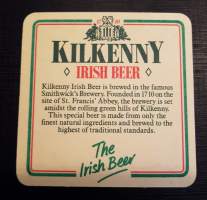 KILKENNY
IRISH BEER
Kilkenny Irish Beer is brewed in the famous
Smithwick's Brewery. Founded in 1710 on the
site of St. Francis' Abbey, the brewery is set
amidst the rolling green hills of Kilkenny.
This special beer is made from only the
finest natural ingredients and brewed to the
highest of traditional standards.
The
Irish Beer